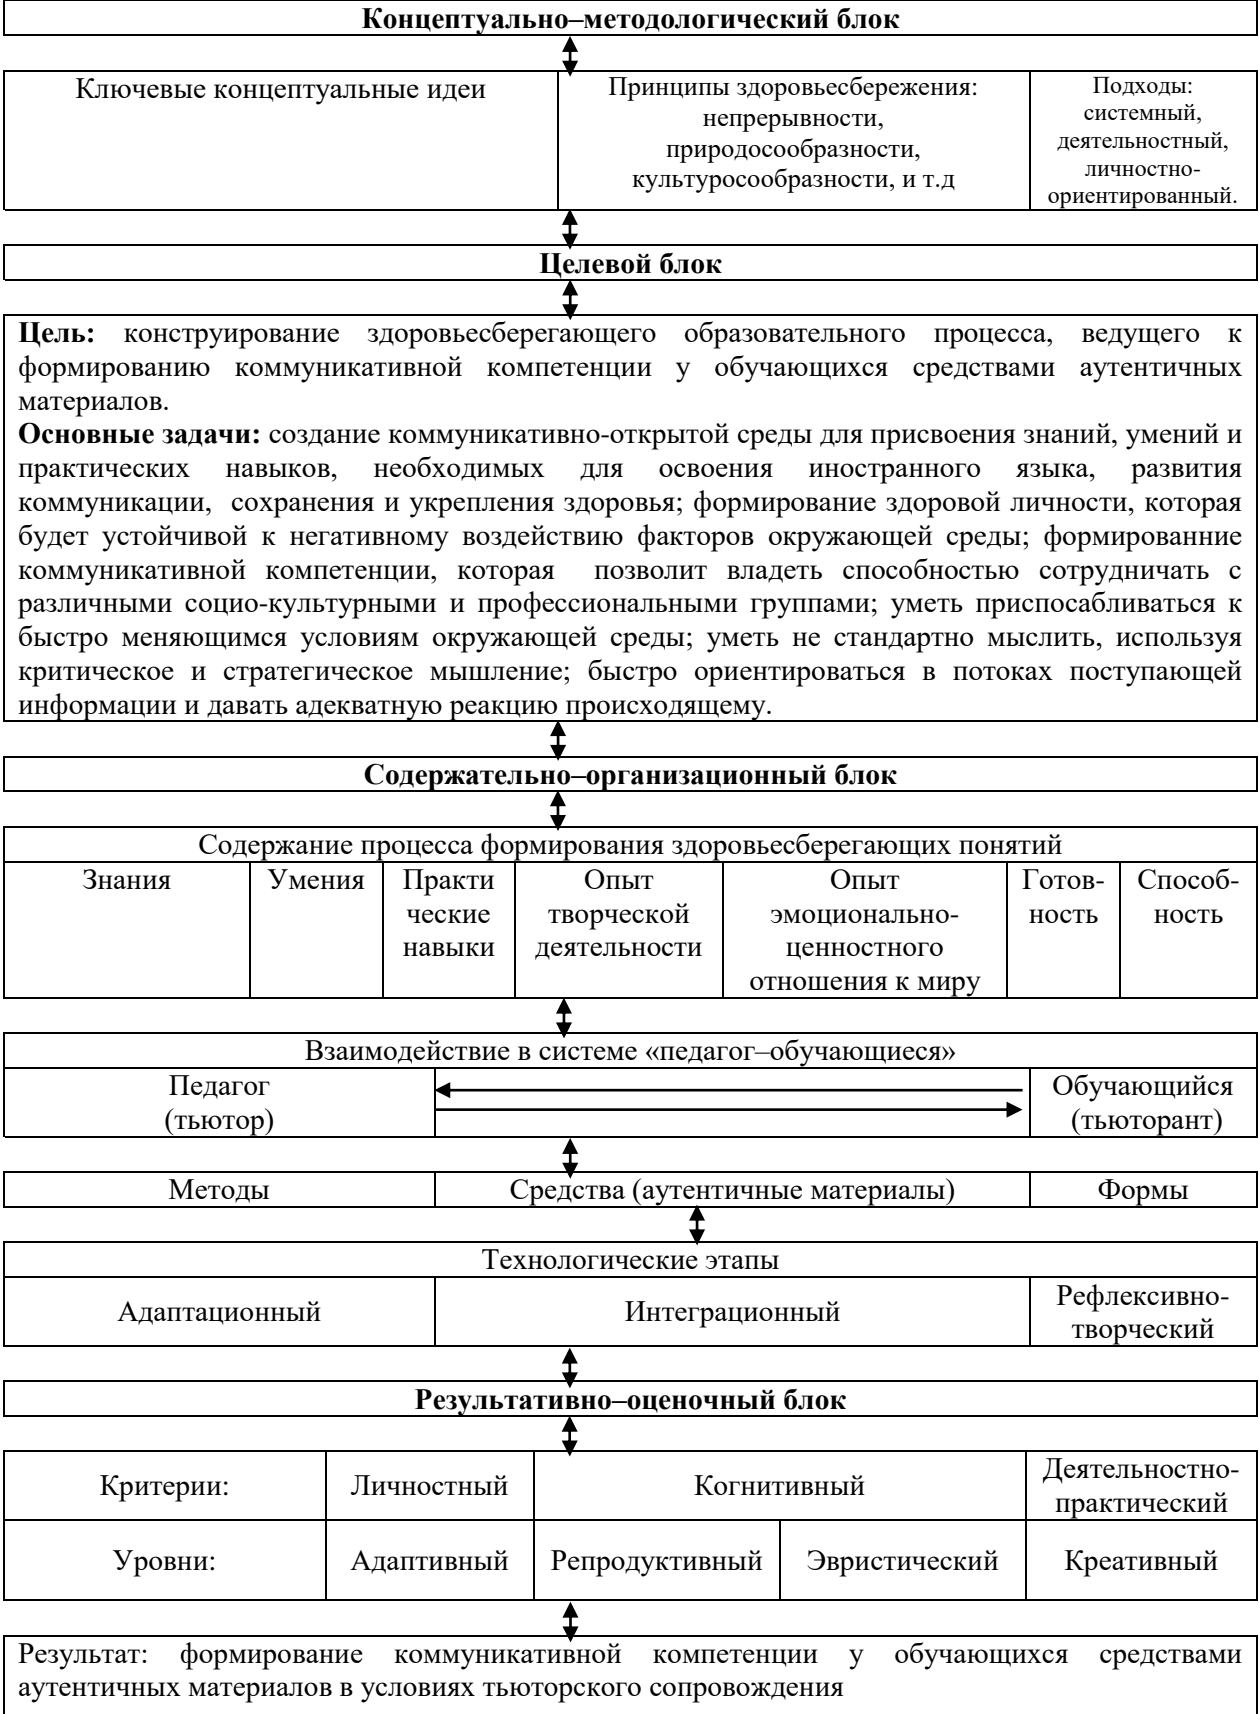 Концептуально–методологический блок
Ключевые концептуальные идеи
Принципы здоровьесбережения:
непрерывности,
природосообразности,
культуросообразности, и т.д
Подходы:
системный,
деятельностный,
личностно-
ориентированный.
Целевой блок
Цель: конструирование здоровьесберегающего образовательного процесса, ведущего к
формированию коммуникативной компетенции у обучающихся средствами аутентичных
материалов.
Основные задачи: создание коммуникативно-открытой среды для присвоения знаний, умений и
практических навыков, необходимых для освоения иностранного языка, развития
коммуникации, сохранения и укрепления здоровья; формирование здоровой личности, которая
будет устойчивой к негативному воздействию факторов окружающей среды; формированние
коммуникативной компетенции, которая позволит владеть способностью сотрудничать с
различными социо-культурными и профессиональными группами; уметь приспосабливаться к
быстро меняющимся условиям окружающей среды; уметь не стандартно мыслить, используя
критическое и стратегическое мышление; быстро ориентироваться в потоках поступающей
информации и давать адекватную реакцию происходящему.
Содержательно–организационный блок
Содержание процесса формирования здоровьесберегающих понятий
Знания
Умения
Практи
ческие
навыки
Опыт
творческой
деятельности
Опыт
эмоционально-
ценностного
отношения к миру
Готов-
ность
Способ-
ность
Взаимодействие в системе «педагог–обучающиеся»
Педагог
(тьютор)
Обучающийся
(тьюторант)
Методы
Средства (аутентичные материалы)
Формы
Технологические этапы
Адаптационный
Интеграционный
Рефлексивно-
творческий
Результативно–оценочный блок
Критерии:
Личностный
Когнитивный
Деятельностно-
практический
Уровни:
Адаптивный
Репродуктивный
Эвристический
Креативный
Результат: формирование коммуникативной компетенции у обучающихся средствами
аутентичных материалов в условиях тьюторского сопровождения